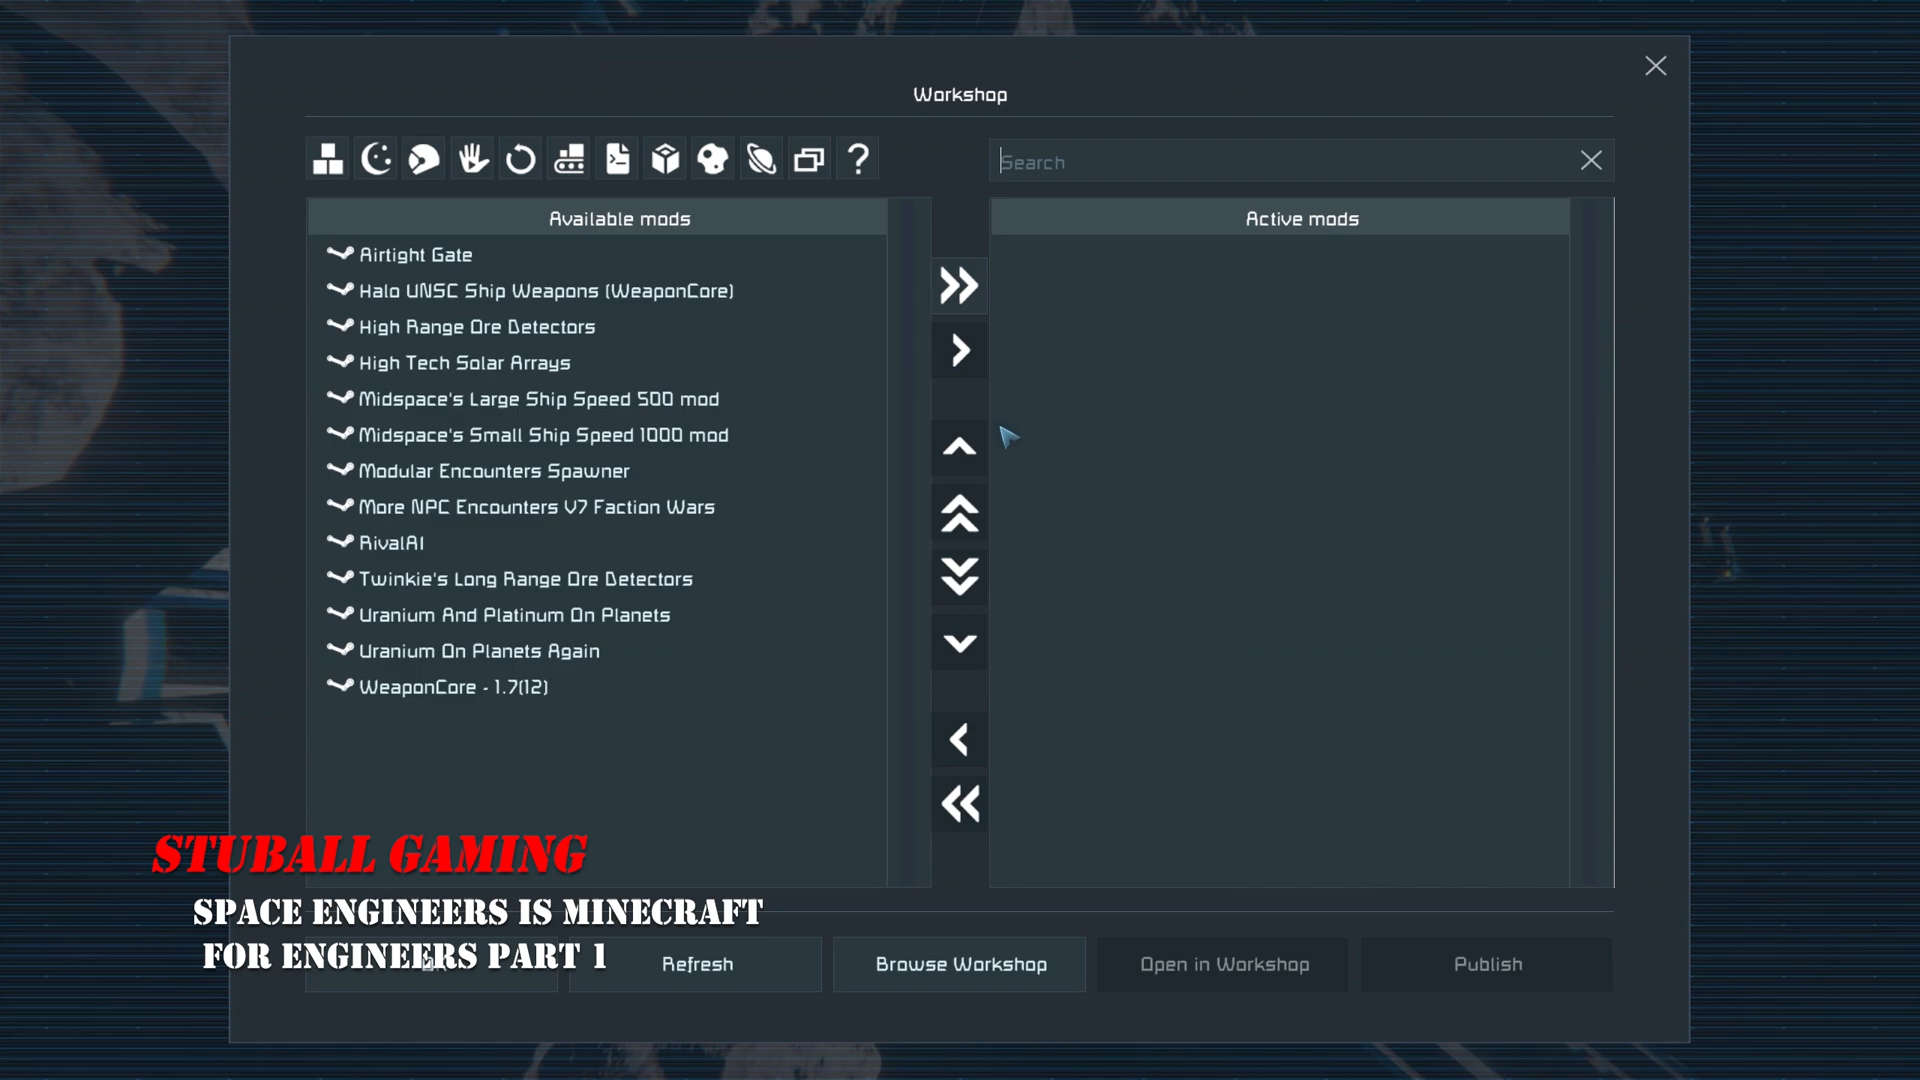 Workshop
Search
Available mods
Active mods
Airtight Gate
Halo UNSC Ship Weapons (WeaponCore)
High Range Ore Detectors
High Tech Solar Arrays
Midspace's Large Ship Speed 500 mod
Midspace's Small Ship Speed 1000 mod
Modular Encounters Spawner
More NPC Encounters V7 Faction Wars
RivalAI
Twinkie's Long Range Ore Detectors
Uranium And Platinum On Planets
Uranium On Planets Again
WeaponCore - 1.7(12)
STUBALL GAMING
SPACE ENGINEERS IS MINECRAFT
FOR ENGINEERS PART 1
Refresh
Browse Workshop
Open in Workshop
Publish